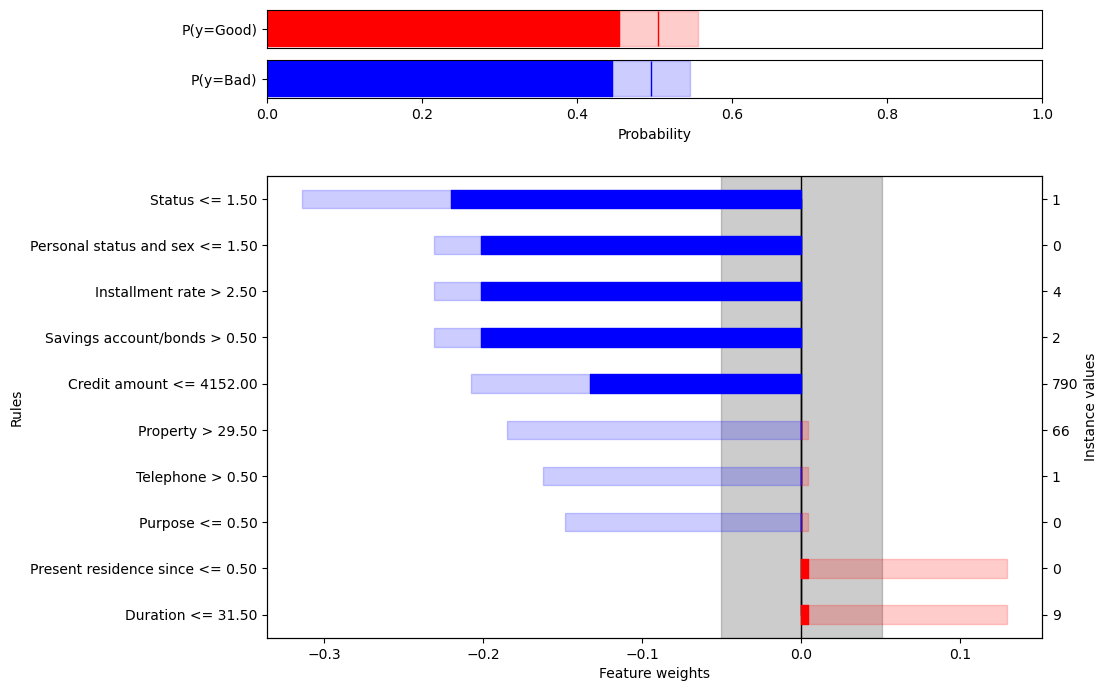 P(y=Good)
P(y=Bad)
0.0 0.2 0.4 0.6 0.8 1.0
Probability
Rules
Status <= 1.50 1
Personal status and sex <= 1.50 0
Installment rate > 2.50 4
Savings account/bonds > 0.50 2
Credit amount <= 4152.00 790
Property > 29.50 66
Telephone > 0.50 1
Purpose <= 0.50 0
Present residence since <= 0.50 0
Duration <= 31.50 9
Instance values
−0.3 −0.2 −0.1 0.0 0.1
Feature weights